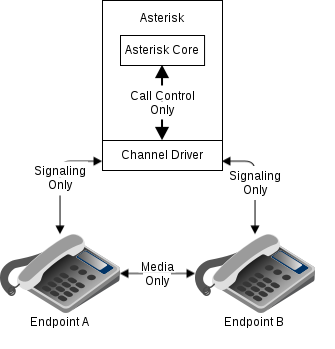 Asterisk
Asterisk Core
Call Control
Only
Channel Driver
Signaling
Only
Signaling
Only
Media
Only
Endpoint A
Endpoint B